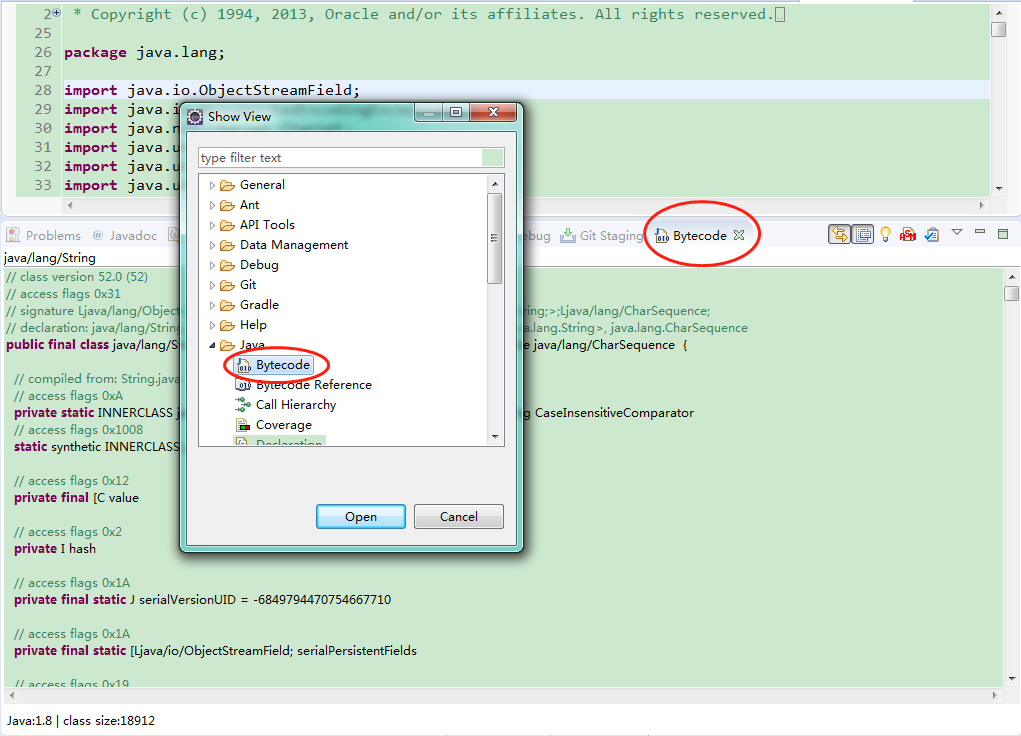 2 * Copyright (c) 1994, 2013, Oracle and/or its affiliates. All rights reserved.
25
26 package java.lang;
27
28 import java.io.ObjectStreamField;
29 import java.i
30 import java.n
31 import java.u
32 import java.u
33 import java.u
Show View
type filter text
General
Ant
API Tools
Data Management
Debug
Git
Gradle
Help
Java
Bytecode
Bytecode Reference
Call Hierarchy
Coverage
Declaration
Open Cancel
Problems @ Javadoc ebug Git Staging Bytecode
java/lang/String
// class version 52.0 (52)
// access flags 0x31
// signature Ljava/lang/Object ing;>;Ljava/lang/CharSequence;
// declaration: java/lang/String a.lang.String>, java.lang.CharSequence
public final class java/lang/S e java/lang/CharSequence {
// compiled from: String.java
// access flags 0xA
private static INNERCLASS j g CaseInsensitiveComparator
// access flags 0x1008
static synthetic INNERCLASS
// access flags 0x12
private final [C value
// access flags 0x2
private I hash
// access flags 0x1A
private final static J serialVersionUID = -6849794470754667710
// access flags 0x1A
private final static [Ljava/io/ObjectStreamField; serialPersistentFields
// access flags 0x19
Java:1.8 | class size:18912